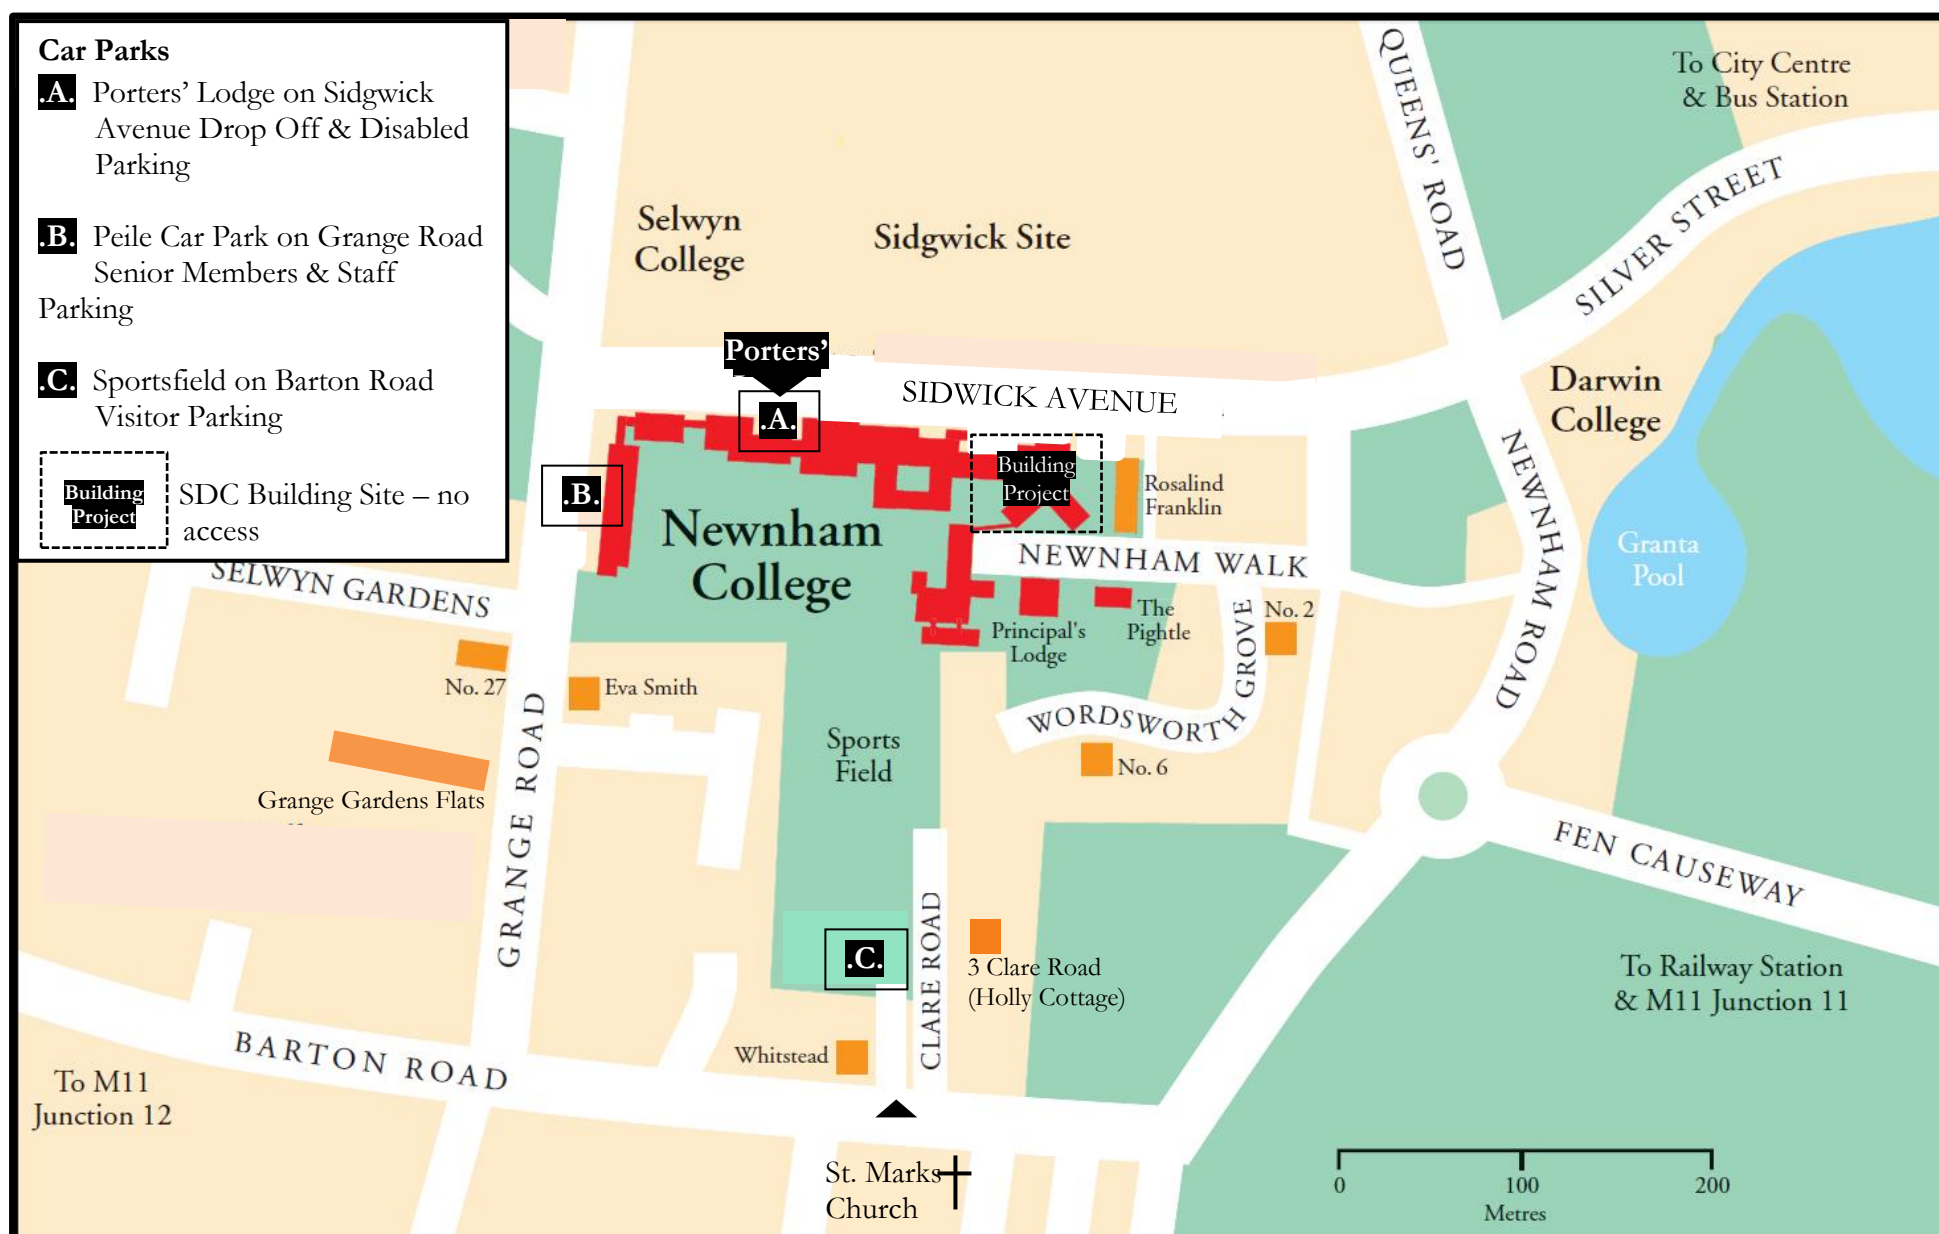 Car Parks
.A. Porters’ Lodge on Sidgwick
Avenue Drop Off & Disabled
Parking
.B. Peile Car Park on Grange Road
Senior Members & Staff
Parking
.C. Sportsfield on Barton Road
Visitor Parking
Building
Project
SDC Building Site – no
access
To City Centre
& Bus Station
QUEENS' ROAD
SILVER STREET
Selwyn
College
Sidgwick Site
Porters’
.A.
SIDWICK AVENUE
Darwin
College
.B.
Building
Project
Rosalind
Franklin
NEWNHAM ROAD
Newnham
College
NEWNHAM WALK
Granta
Pool
SELWYN GARDENS
The
Pightle
No. 2
Principal's
Lodge
No. 27
Eva Smith
WORDSWORTH GROVE
Sports
Field
No. 6
Grange Gardens Flats
GRANGE ROAD
FEN CAUSEWAY
.C.
CLARE ROAD
3 Clare Road
(Holly Cottage)
To Railway Station
& M11 Junction 11
BARTON ROAD
Whitstead
To M11
Junction 12
St. Marks
Church
0 100 200
Metres